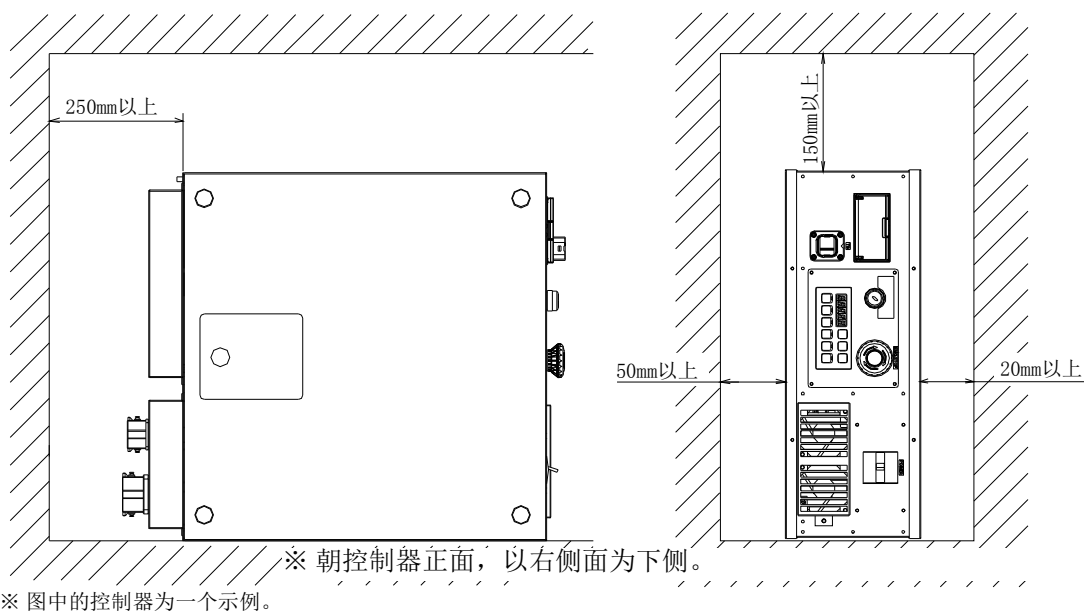 250mm以上
150mm以上
50mm以上
20mm以上
※ 朝控制器正面，以右侧面为下侧。
※ 图中的控制器为一个示例。